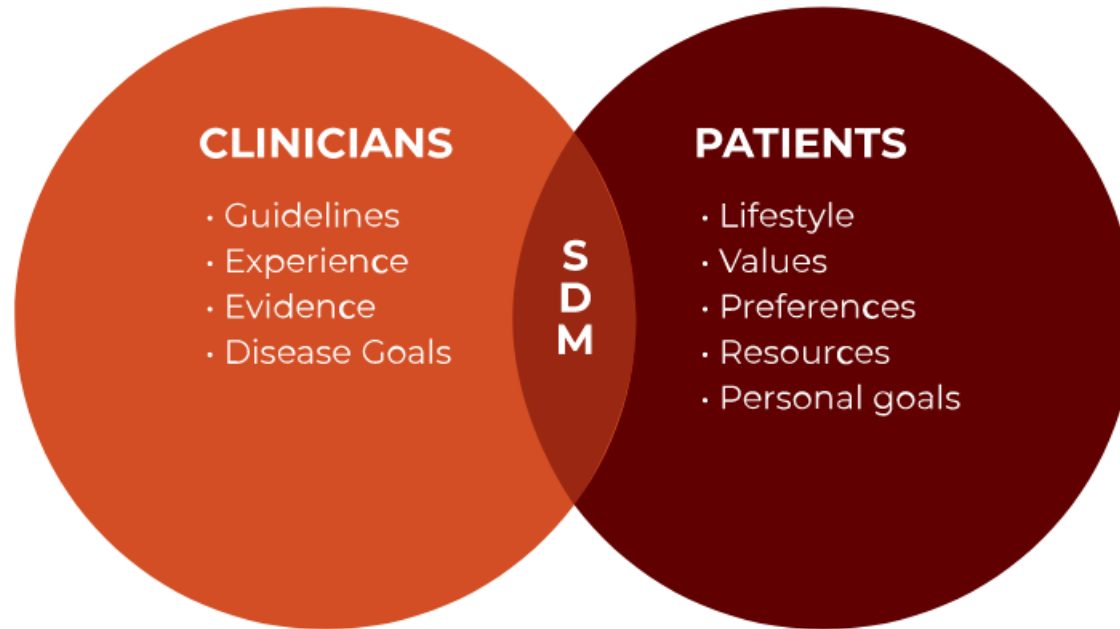 CLINICIANS
· Guidelines
· Experience
· Evidence
· Disease Goals
S
D
M
PATIENTS
· Lifestyle
· Values
· Preferences
· Resources
· Personal goals